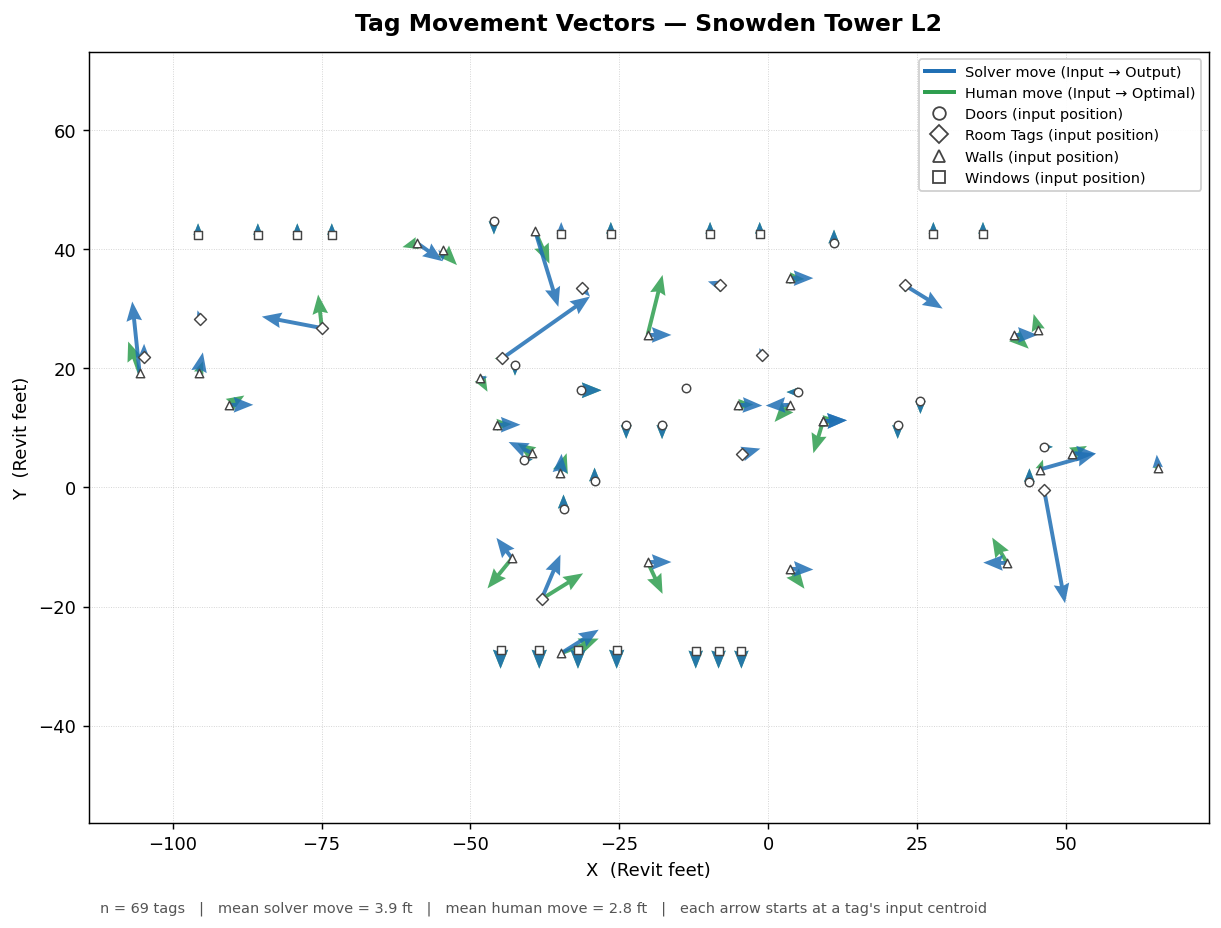 Tag Movement Vectors — Snowden Tower L2
Solver move (Input → Output)
Human move (Input → Optimal)
Doors (input position)
Room Tags (input position)
Walls (input position)
Windows (input position)
60
40
20
0
−20
−40
Y (Revit feet)
−100
−75
−50
−25
0
25
50
X (Revit feet)
n = 69 tags | mean solver move = 3.9 ft | mean human move = 2.8 ft | each arrow starts at a tag's input centroid